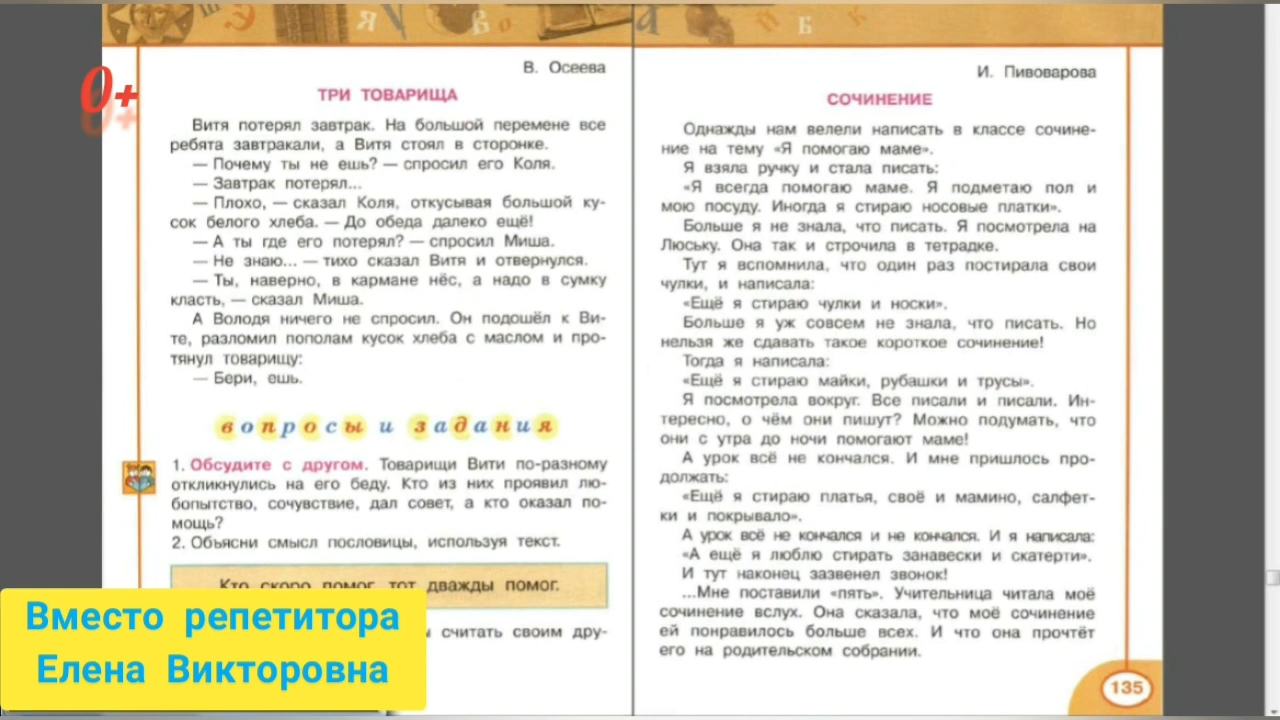 В. Осеева
ТРИ ТОВАРИЩА
Витя потерял завтрак. На большой перемене все
ребята завтракали, а Витя стоял в сторонке.
— Почему ты не ешь? — спросил его Коля.
— Завтрак потерял...
— Плохо, — сказал Коля, откусывая большой ку-
сок белого хлеба. — До обеда далеко ещё!
— А ты где его потерял? — спросил Миша.
— Не знаю... — тихо сказал Витя и отвернулся.
— Ты, наверно, в кармане нёс, а надо в сумку
класть, — сказал Миша.
А Володя ничего не спросил. Он подошёл к Ви-
те, разломил пополам кусок хлеба с маслом и про-
тянул товарищу:
— Бери, ешь.
вопросы и задания
1. Обсудите с другом. Товарищи Вити по-разному
откликнулись на его беду. Кто из них проявил лю-
бопытство, сочувствие, дал совет, а кто оказал по-
мощь?
2. Объясни смысл пословицы, используя текст.
Кто скоро помог, тот дважды помог.
считать своим дру-
0+
Вместо репетитора
Елена Викторовна
И. Пивоварова
СОЧИНЕНИЕ
Однажды нам велели написать в классе сочине-
ние на тему «Я помогаю маме».
Я взяла ручку и стала писать:
«Я всегда помогаю маме. Я подметаю пол и
мою посуду. Иногда я стираю носовые платки».
Больше я не знала, что писать. Я посмотрела на
Люську. Она так и строчила в тетрадке.
Тут я вспомнила, что один раз постирала свои
чулки, и написала:
«Ещё я стираю чулки и носки».
Больше я уж совсем не знала, что писать. Но
нельзя же сдавать такое короткое сочинение!
Тогда я написала:
«Ещё я стираю майки, рубашки и трусы».
Я посмотрела вокруг. Все писали и писали. Ин-
тересно, о чём они пишут? Можно подумать, что
они с утра до ночи помогают маме!
А урок всё не кончался. И мне пришлось про-
должать:
«Ещё я стираю платья, своё и мамино, салфет-
ки и покрывало».
А урок всё не кончался и не кончался. И я написала:
«А ещё я люблю стирать занавески и скатерти».
И тут наконец зазвенел звонок!
...Мне поставили «пять». Учительница читала моё
сочинение вслух. Она сказала, что моё сочинение
ей понравилось больше всех. И что она прочтёт
его на родительском собрании.
135